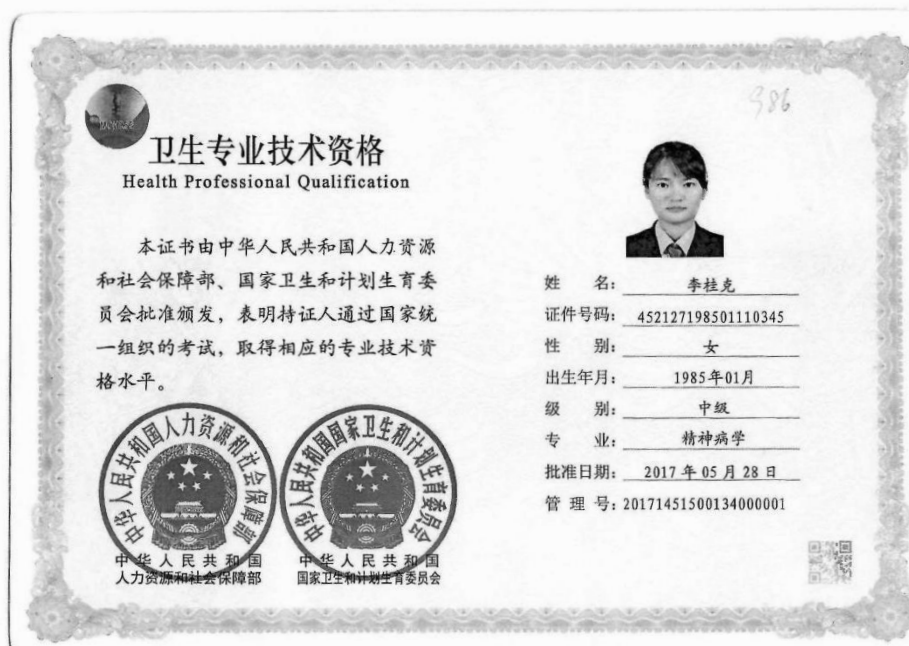 986
卫生专业技术资格
Health Professional Qualification
本证书由中华人民共和国人力资源
和社会保障部、国家卫生和计划生育委
员会批准颁发，表明持证人通过国家统
一组织的考试，取得相应的专业技术资
格水平。
中华人民共和国人力资源和社会保障部
中华人民共和国国家卫生和计划生育委员会
中华人民共和国
人力资源和社会保障部
中华人民共和国
国家卫生和计划生育委员会
姓 名： 李桂克
证件号码： 452127198501110345
性 别： 女
出生年月： 1985年01月
级 别： 中级
专 业： 精神病学
批准日期： 2017 年 05 月 28 日
管 理 号：20171451500134000001